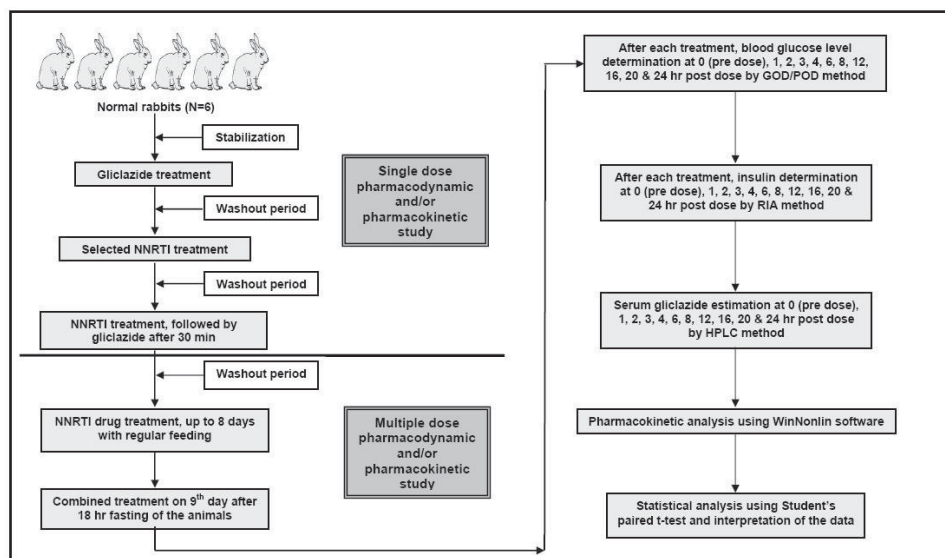 Normal rabbits (N=6)
Stabilization
Gliclazide treatment
Washout period
Selected NNRTI treatment
Washout period
NNRTI treatment, followed by
gliclazide after 30 min
Single dose
pharmacodynamic
and/or
pharmacokinetic
study
Washout period
NNRTI drug treatment, up to 8 days
with regular feeding
Combined treatment on 9th day after
18 hr fasting of the animals
Multiple dose
pharmacodynamic
and/or
pharmacokinetic
study
After each treatment, blood glucose level
determination at 0 (pre dose), 1, 2, 3, 4, 6, 8, 12,
16, 20 & 24 hr post dose by GOD/POD method
After each treatment, insulin determination
at 0 (pre dose), 1, 2, 3, 4, 6, 8, 12, 16, 20 &
24 hr post dose by RIA method
Serum gliclazide estimation at 0 (pre dose),
1, 2, 3, 4, 6, 8, 12, 16, 20 & 24 hr post dose
by HPLC method
Pharmacokinetic analysis using WinNonlin software
Statistical analysis using Student's
paired t-test and interpretation of the data